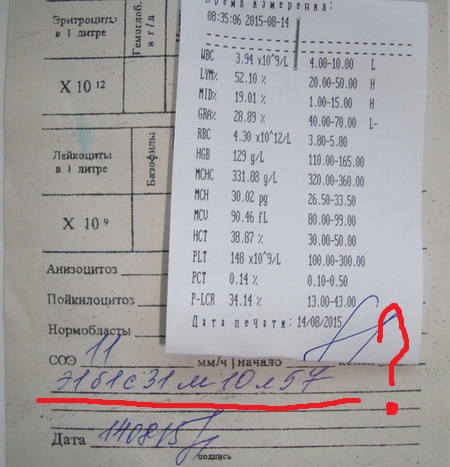 Время измерения:
08:35:06 2015-08-14
WBC 3.94 x10^9/L 4.00-10.00 L
LYM% 52.10 % 20.00-50.00 H
MID% 19.01 % 1.00-15.00 H
GRA% 28.89 % 40.00-70.00 L~
RBC 4.30 x10^12/L 3.80-5.80
HGB 129 g/L 110.00-165.00
MCHC 331.88 g/L 320.00-360.00
MCH 30.02 pg 26.50-33.50
MCV 90.46 fL 80.00-99.00
HCT 38.87 % 30.00-50.00
PLT 148 x10^9/L 100.00-300.00
PCT 0.14 % 0.10-0.50
P-LCR 34.14 % 13.00-43.00
Дата печати: 14/08/2015
Эритроциты
в 1 литре
Гемоглоб.
в г/л
X 10 12
Лейкоциты
в 1 литре
Базофилы
X 10 9
Анизоцитоз
Пойкилоцитоз
Нормобласты
СОЭ 11 мм/ч начало
Э1б1с31м10л57
?
Дата 140815
подпись